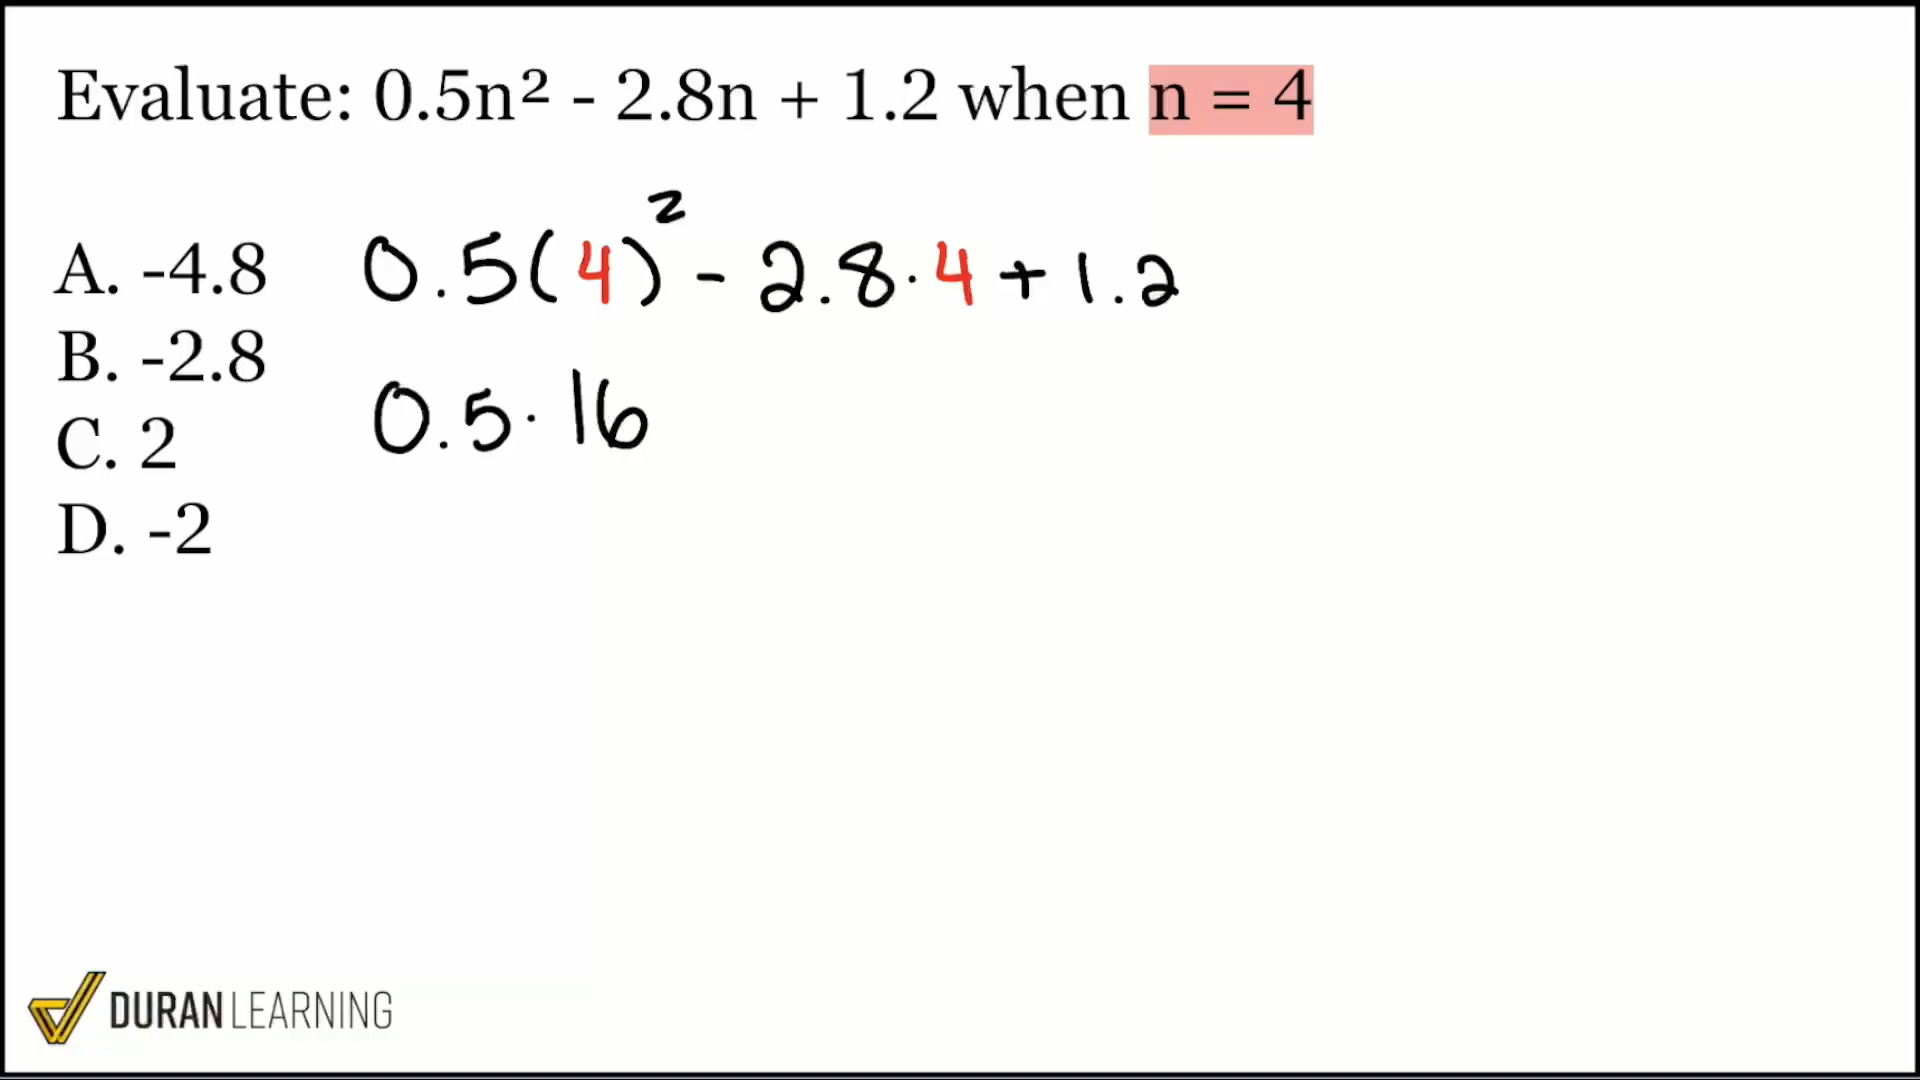 Evaluate: 0.5n² - 2.8n + 1.2 when n = 4
0.5(4)² - 2.8·4 + 1.2
A. -4.8
B. -2.8
0.5·16
C. 2
D. -2
DURAN LEARNING